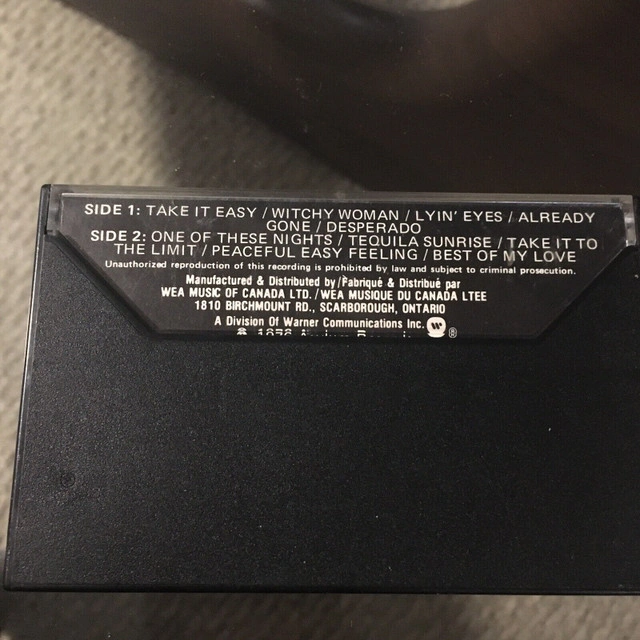 SIDE 1: TAKE IT EASY / WITCHY WOMAN / LYIN' EYES / ALREADY
GONE / DESPERADO
SIDE 2: ONE OF THESE NIGHTS / TEQUILA SUNRISE / TAKE IT TO
THE LIMIT / PEACEFUL EASY FEELING / BEST OF MY LOVE
Unauthorized reproduction of this recording is prohibited by law and subject to criminal prosecution.
Manufactured & Distributed by/Fabriqué & Distribué par
WEA MUSIC OF CANADA LTD. / WEA MUSIQUE DU CANADA LTEE
1810 BIRCHMOUNT RD., SCARBOROUGH, ONTARIO
A Division Of Warner Communications Inc. ®